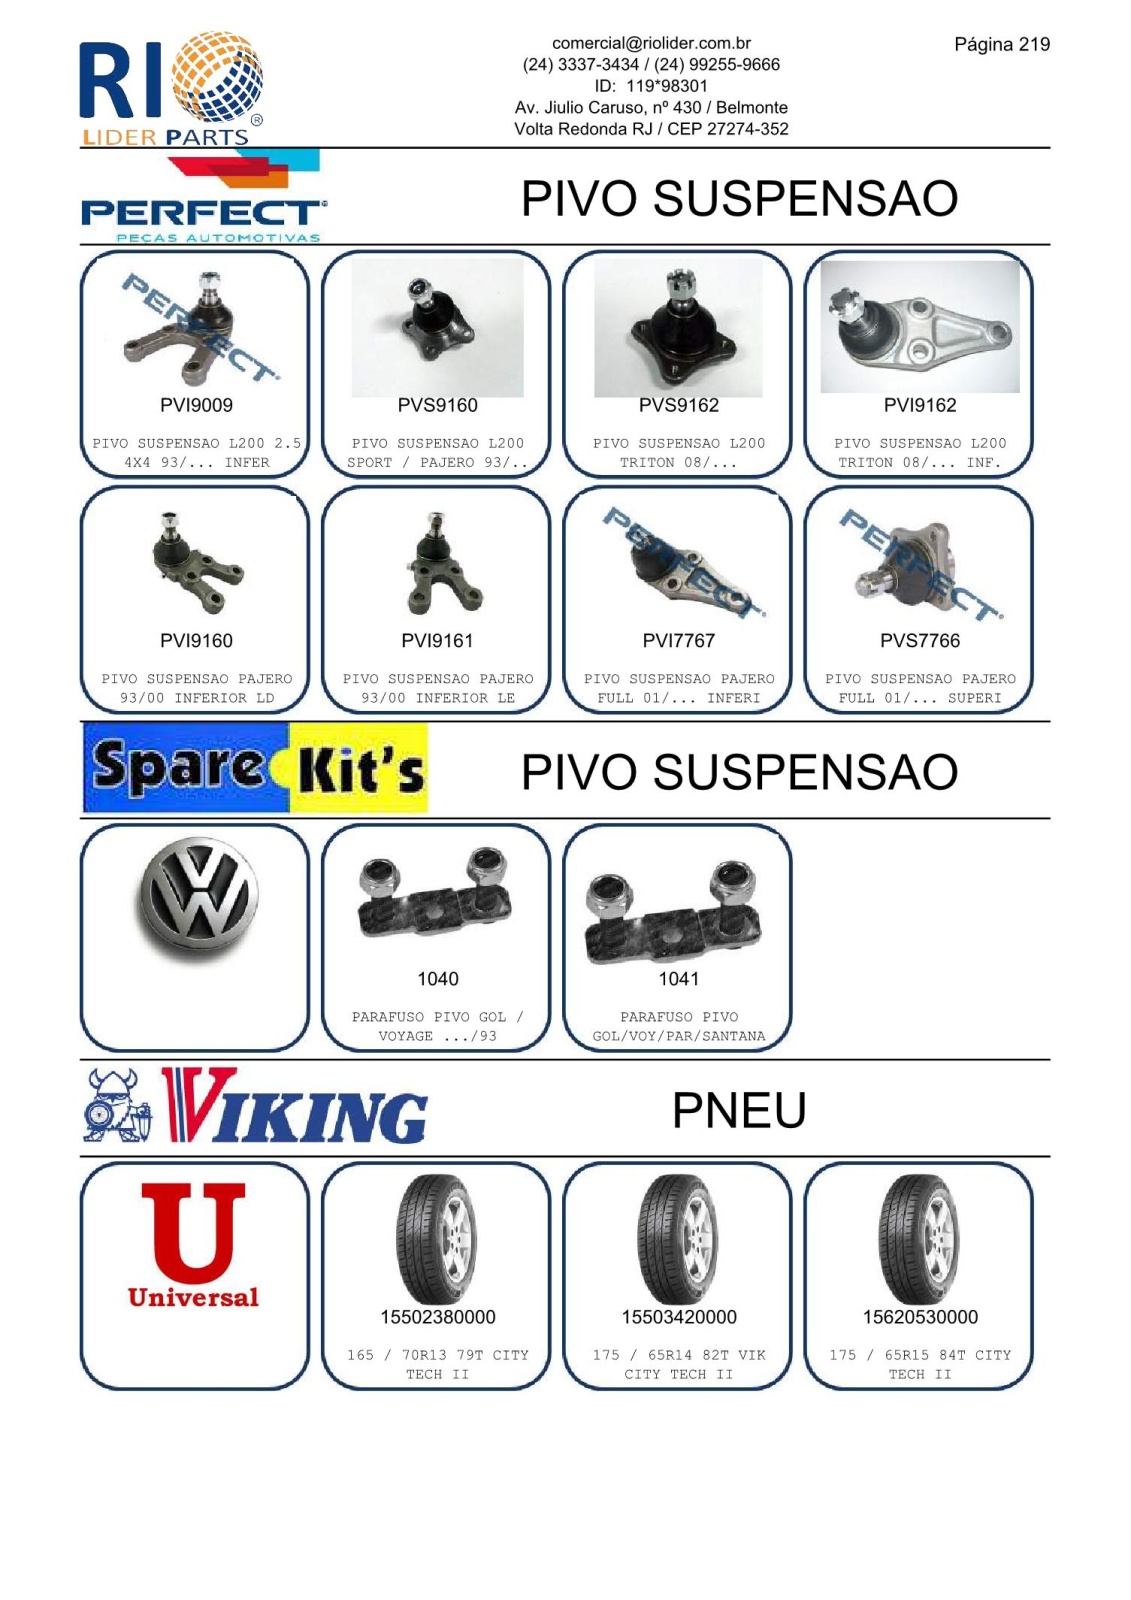 RIO
LIDER PARTS
®
comercial@riolider.com.br
(24) 3337-3434 / (24) 99255-9666
ID: 119*98301
Av. Jiulio Caruso, nº 430 / Belmonte
Volta Redonda RJ / CEP 27274-352
Página 219
PERFECT
PEÇAS AUTOMOTIVAS
PIVO SUSPENSAO
PERFECT
PVI9009
PIVO SUSPENSAO L200 2.5
4X4 93/... INFER
PVS9160
PIVO SUSPENSAO L200
SPORT / PAJERO 93/..
PVS9162
PIVO SUSPENSAO L200
TRITON 08/...
PVI9162
PIVO SUSPENSAO L200
TRITON 08/... INF.
PVI9160
PIVO SUSPENSAO PAJERO
93/00 INFERIOR LD
PVI9161
PIVO SUSPENSAO PAJERO
93/00 INFERIOR LE
PERFECT
PVI7767
PIVO SUSPENSAO PAJERO
FULL 01/... INFERI
PERFECT
PVS7766
PIVO SUSPENSAO PAJERO
FULL 01/... SUPERI
Spare Kit's
PIVO SUSPENSAO
VW
1040
PARAFUSO PIVO GOL /
VOYAGE .../93
1041
PARAFUSO PIVO
GOL/VOY/PAR/SANTANA
VIKING
PNEU
U
Universal
15502380000
165 / 70R13 79T CITY
TECH II
15503420000
175 / 65R14 82T VIK
CITY TECH II
15620530000
175 / 65R15 84T CITY
TECH II